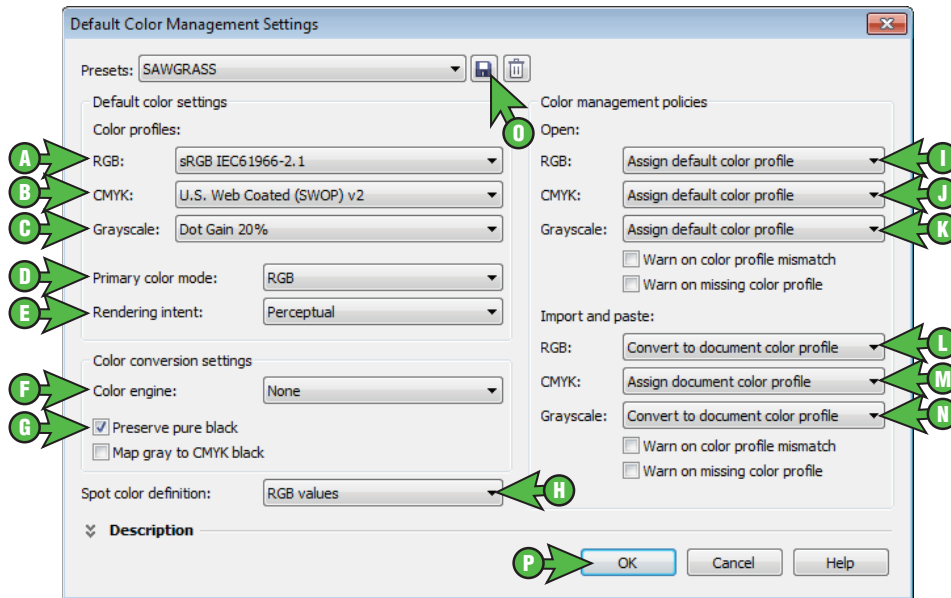 Default Color Management Settings
Presets: SAWGRASS
O
Default color settings
Color profiles:
A RGB: sRGB IEC61966-2.1
B CMYK: U.S. Web Coated (SWOP) v2
C Grayscale: Dot Gain 20%
D Primary color mode: RGB
E Rendering intent: Perceptual
Color conversion settings
F Color engine: None
G Preserve pure black
Map gray to CMYK black
Spot color definition: RGB values H
Description
Color management policies
Open:
RGB: Assign default color profile I
CMYK: Assign default color profile J
Grayscale: Assign default color profile K
Warn on color profile mismatch
Warn on missing color profile
Import and paste:
RGB: Convert to document color profile L
CMYK: Assign document color profile M
Grayscale: Convert to document color profile N
Warn on color profile mismatch
Warn on missing color profile
P OK Cancel Help